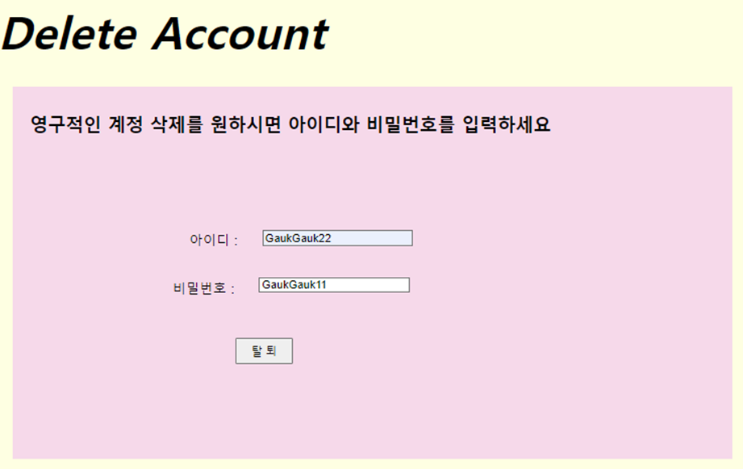 Delete Account
영구적인 계정 삭제를 원하시면 아이디와 비밀번호를 입력하세요
아이디 : GaukGauk22
비밀번호 : GaukGauk11
탈 퇴